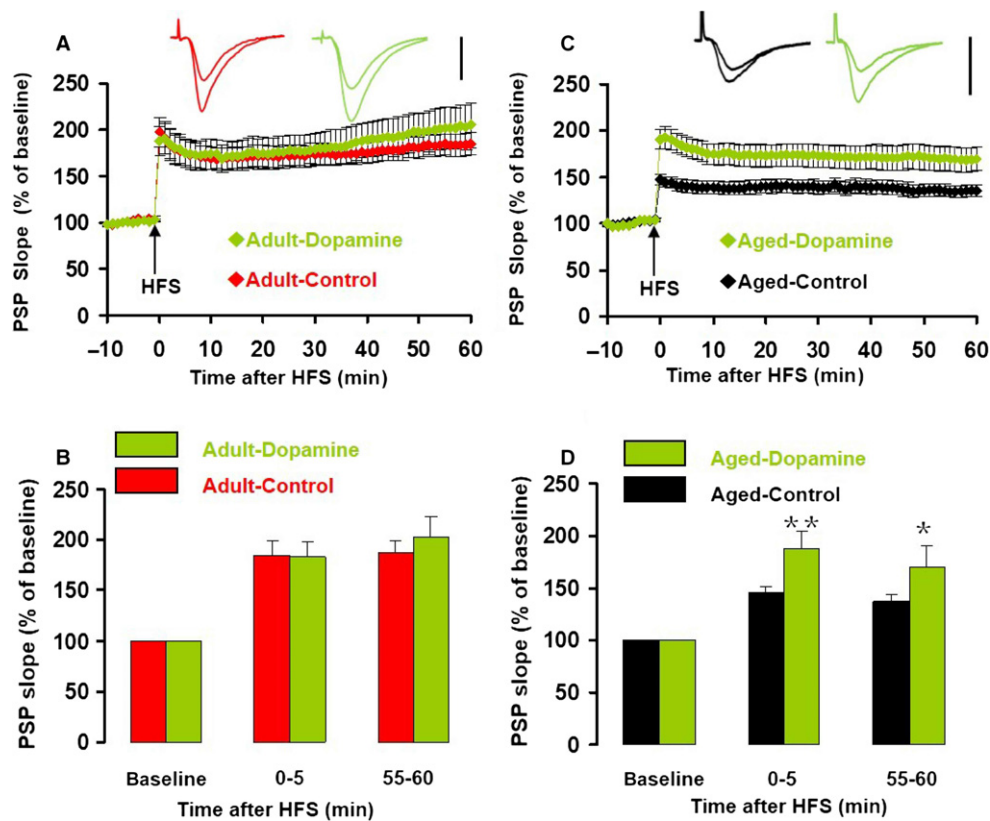 A
PSP Slope (% of baseline)
250
200
150
100
50
0
HFS
Adult-Dopamine
Adult-Control
–10 0 10 20 30 40 50 60
Time after HFS (min)
C
PSP Slope (% of baseline)
250
200
150
100
50
0
HFS
Aged-Dopamine
Aged-Control
–10 0 10 20 30 40 50 60
Time after HFS (min)
B
Adult-Dopamine
Adult-Control
PSP slope (% of baseline)
250
200
150
100
50
0
Baseline 0-5 55-60
Time after HFS (min)
D
Aged-Dopamine
Aged-Control
PSP slope (% of baseline)
250
200
150
100
50
0
** *
Baseline 0-5 55-60
Time after HFS (min)